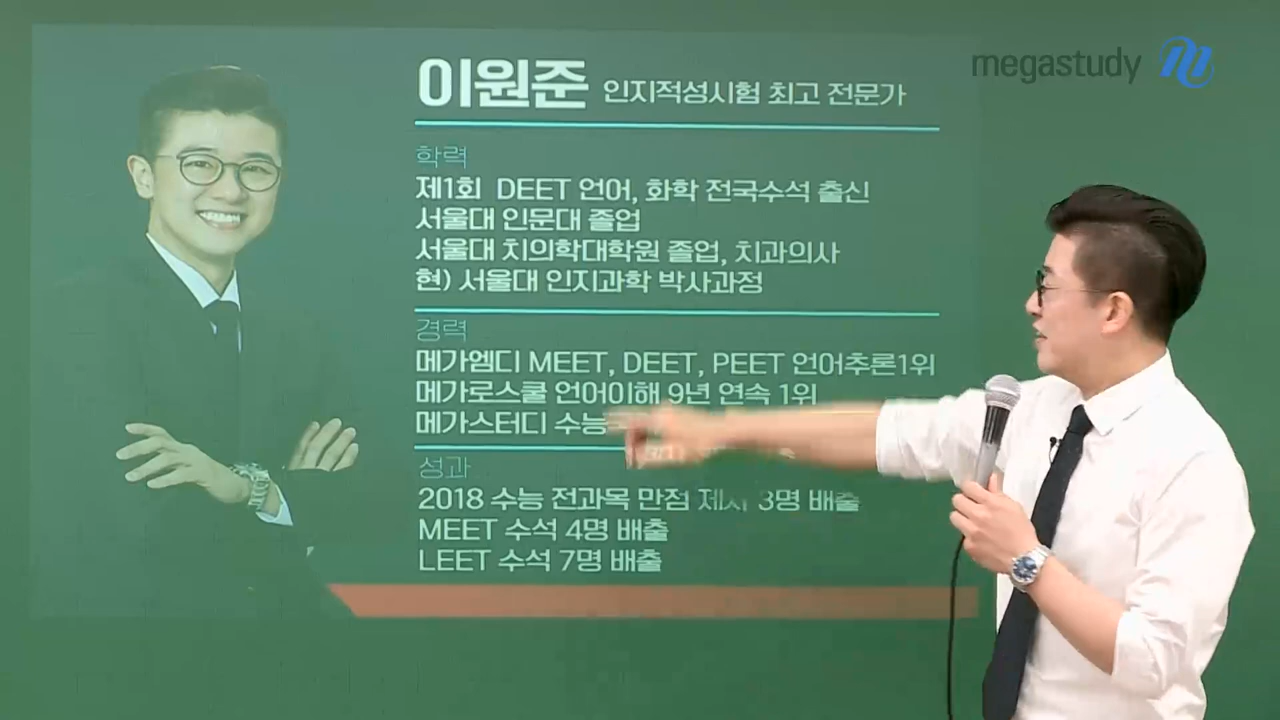 megastudy
이원준 인지적성시험 최고 전문가
학력
제1회 DEET 언어, 화학 전국수석 출신
서울대 인문대 졸업
서울대 치의학대학원 졸업, 치과의사
현) 서울대 인지과학 박사과정
경력
메가엠디 MEET, DEET, PEET 언어추론1위
메가로스쿨 언어이해 9년 연속 1위
메가스터디 수능
성과
2018 수능 전과목 만점 제자 3명 배출
MEET 수석 4명 배출
LEET 수석 7명 배출